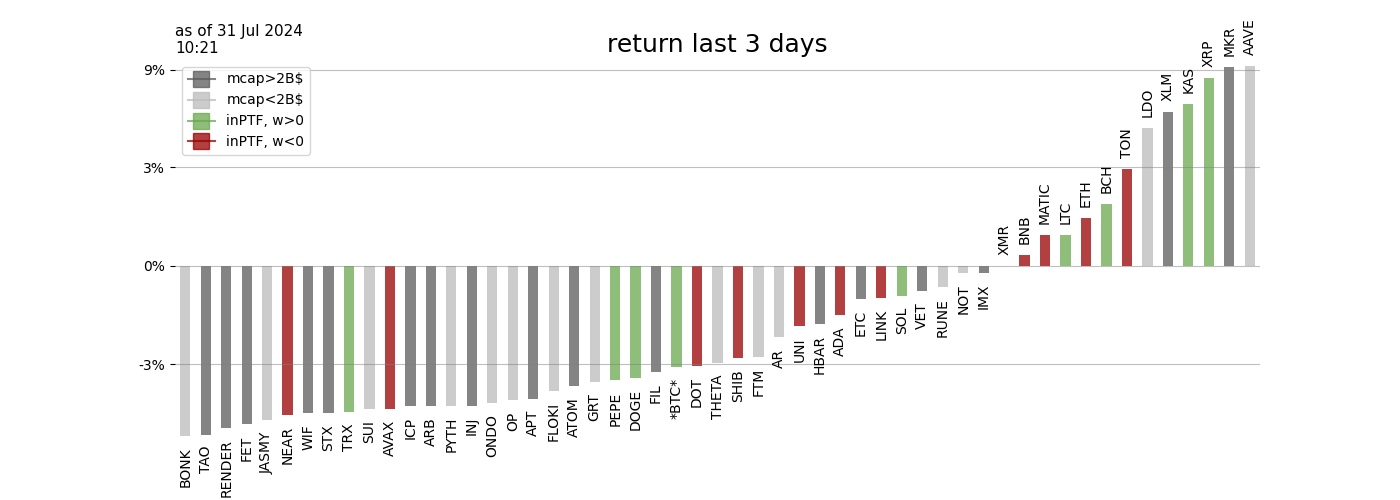 as of 31 Jul 2024
10:21
return last 3 days
9%
3%
0%
-3%
mcap>2B$
mcap<2B$
inPTF, w>0
inPTF, w<0
BONK
TAO
RENDER
FET
JASMY
NEAR
WIF
STX
TRX
SUI
AVAX
ICP
ARB
PYTH
INJ
ONDO
OP
APT
FLOKI
ATOM
GRT
PEPE
DOGE
FIL
*BTC*
DOT
THETA
SHIB
FTM
AR
UNI
HBAR
ADA
ETC
LINK
SOL
VET
RUNE
NOT
IMX
XMR
BNB
MATIC
LTC
ETH
BCH
TON
LDO
XLM
KAS
XRP
MKR
AAVE